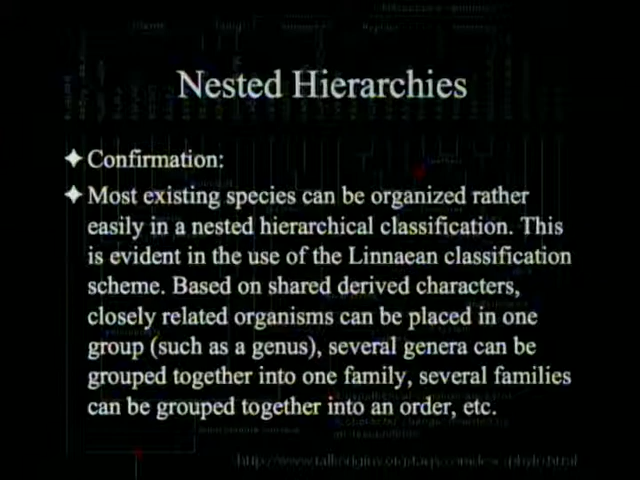 Nested Hierarchies
✦ Confirmation:
✦ Most existing species can be organized rather
easily in a nested hierarchical classification. This
is evident in the use of the Linnaean classification
scheme. Based on shared derived characters,
closely related organisms can be placed in one
group (such as a genus), several genera can be
grouped together into one family, several families
can be grouped together into an order, etc.